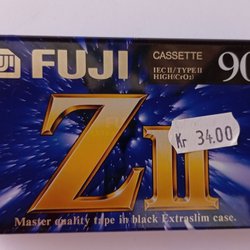 FUJI
CASSETTE
IEC II/TYPE II
HIGH(CrO2)
90
Z II
Kr 34.00
Master quality tape in black Extraslim case.